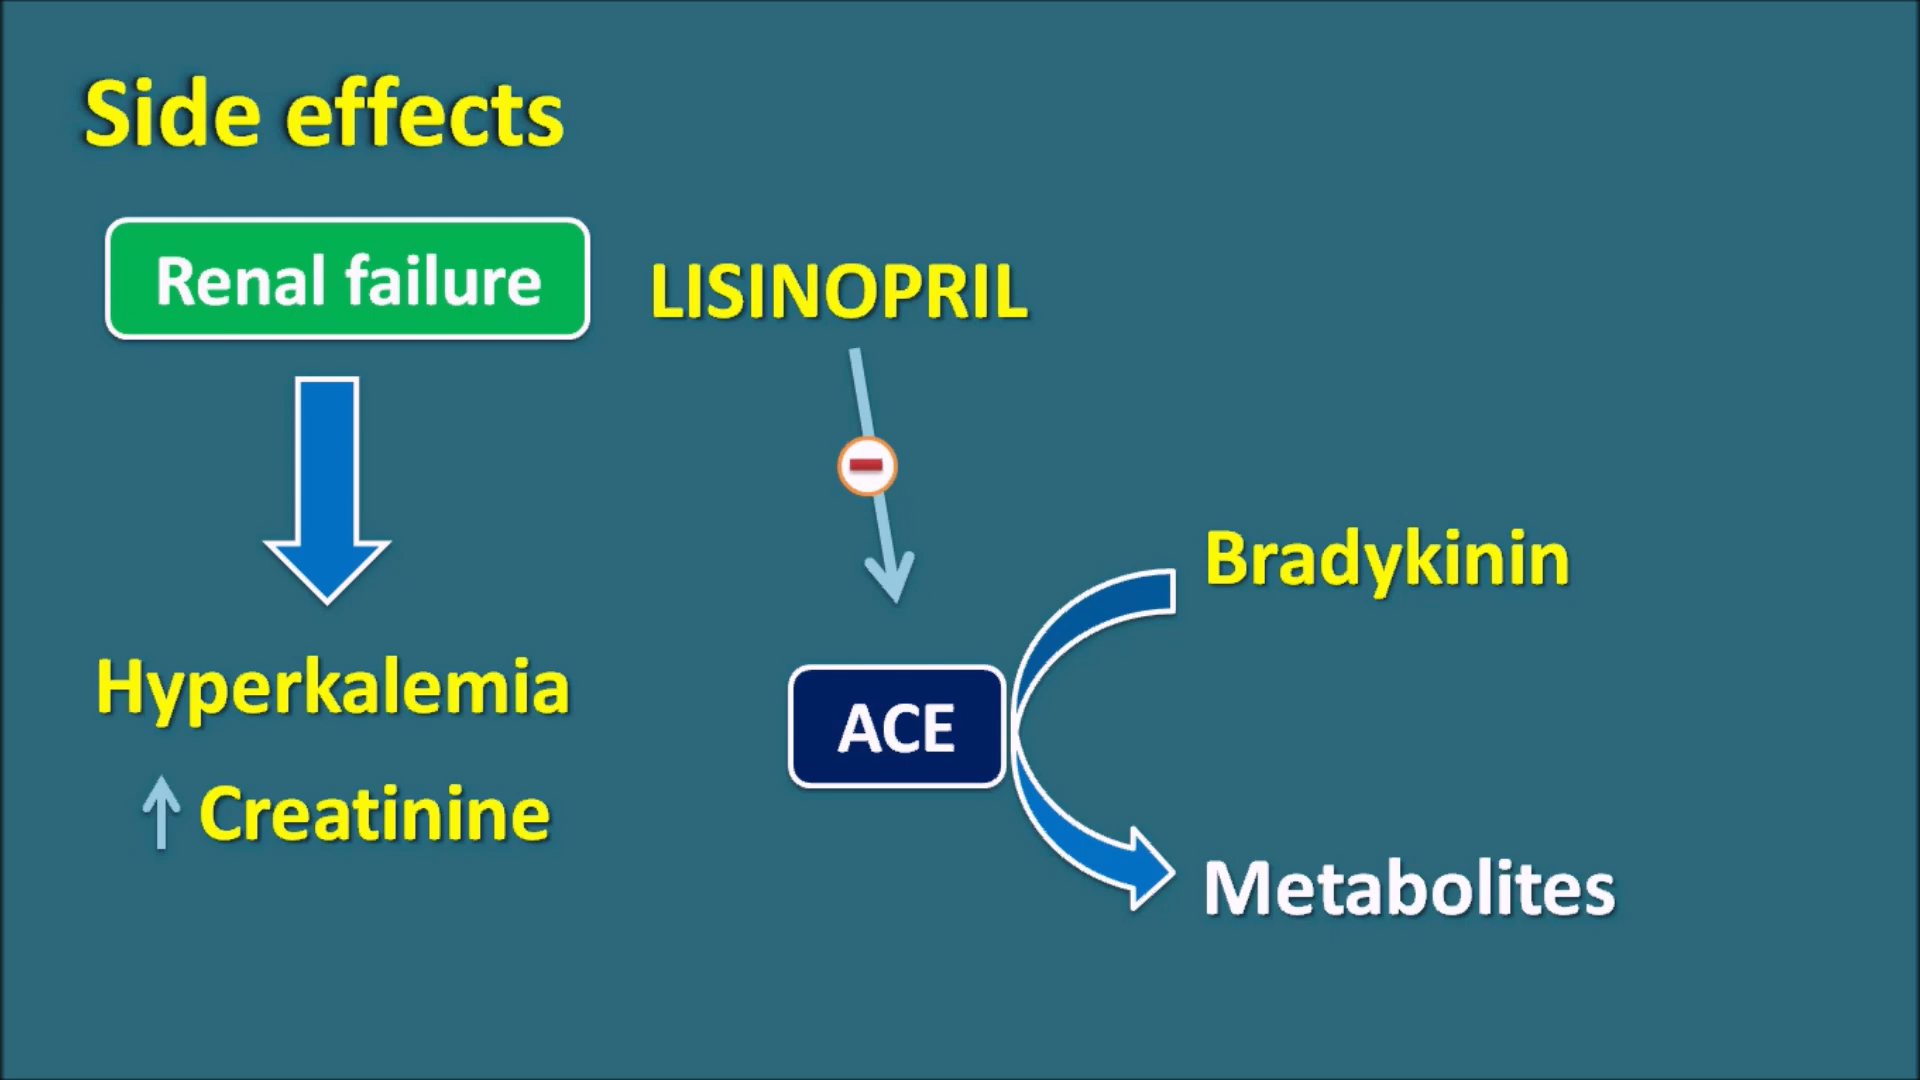 Side effects
Renal failure
LISINOPRIL
Bradykinin
Hyperkalemia
ACE
↑ Creatinine
Metabolites